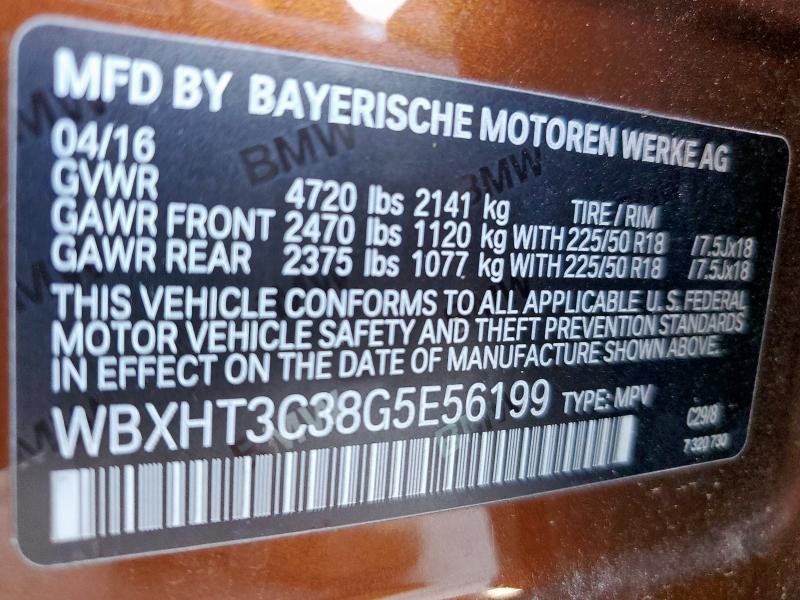 MFD BY BAYERISCHE MOTOREN WERKE AG
04/16
GVWR 4720 lbs 2141 kg TIRE / RIM
GAWR FRONT 2470 lbs 1120 kg WITH 225/50 R18 /7.5Jx18
GAWR REAR 2375 lbs 1077 kg WITH 225/50 R18 /7.5Jx18
THIS VEHICLE CONFORMS TO ALL APPLICABLE U.S. FEDERAL
MOTOR VEHICLE SAFETY AND THEFT PREVENTION STANDARDS
IN EFFECT ON THE DATE OF MANUFACTURE SHOWN ABOVE.
WBXHT3C38G5E56199 TYPE: MPV C29/8
7 320 730